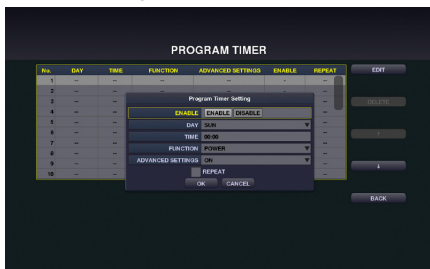 PROGRAM TIMER
No. DAY TIME FUNCTION ADVANCED SETTINGS ENABLE REPEAT
EDIT
1 – – – – - –
2 – – – – - –
3 – –
DELETE
4 – –
5 – –
6 – –
↑
7 – –
8 – –
9 – –
↓
10 – –
BACK
Program Timer Setting
ENABLE ENABLE DISABLE
DAY SUN
TIME 00:00
FUNCTION POWER
ADVANCED SETTINGS ON
REPEAT
OK CANCEL